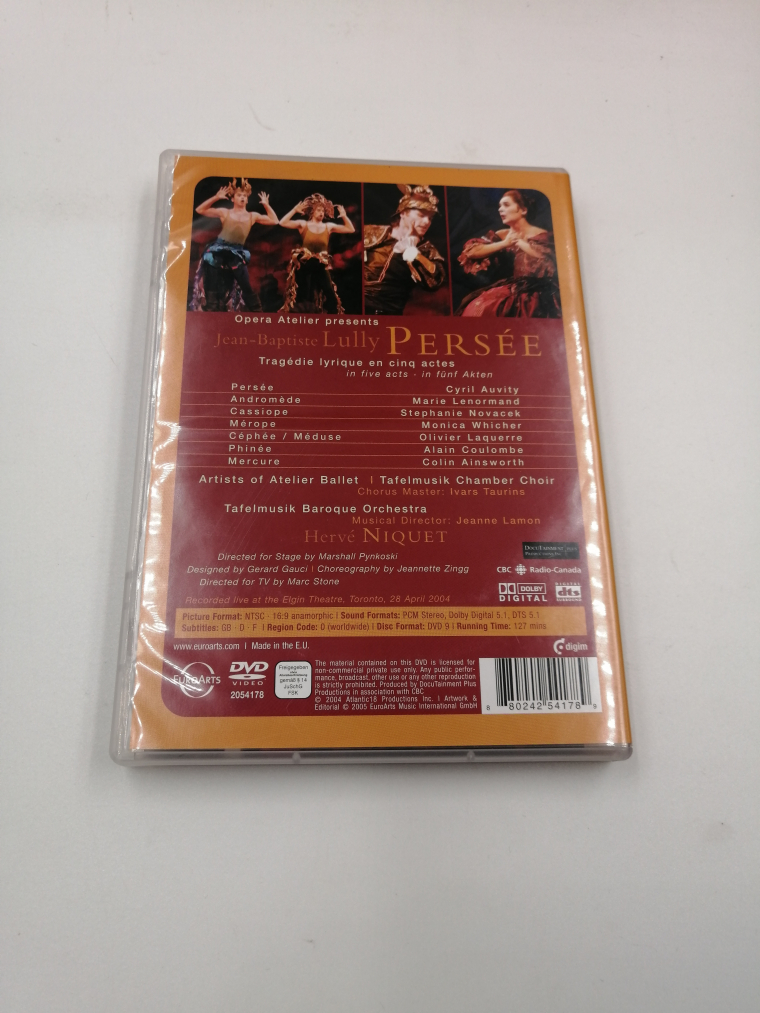 Opera Atelier presents
Jean-Baptiste Lully PERSÉE
Tragédie lyrique en cinq actes
in five acts · in fünf Akten
Persée Cyril Auvity
Andromède Marie Lenormand
Cassiope Stephanie Novacek
Mérope Monica Whicher
Céphée / Méduse Olivier Laquerre
Phinée Alain Coulombe
Mercure Colin Ainsworth
Artists of Atelier Ballet | Tafelmusik Chamber Choir
Chorus Master: Ivars Taurins
Tafelmusik Baroque Orchestra
Musical Director: Jeanne Lamon
Hervé NIQUET
Directed for Stage by Marshall Pynkoski
Designed by Gerard Gauci | Choreography by Jeannette Zingg
Directed for TV by Marc Stone
CBC Radio-Canada
DOLBY DIGITAL
DIGITAL dts
Recorded live at the Elgin Theatre, Toronto, 28 April 2004
Picture Format: NTSC · 16:9 anamorphic | Sound Formats: PCM Stereo, Dolby Digital 5.1, DTS 5.1
Subtitles: GB · D · F | Region Code: 0 (worldwide) | Disc Format: DVD 9 | Running Time: 127 mins
www.euroarts.com | Made in the E.U.
digim
EUROARTS
DVD VIDEO
2054178
Freigegeben
gemäß § 14
JuSchG
FSK
The material contained on this DVD is licensed for
non-commercial private use only. Any public perfor-
mance, broadcast, other use or any other reproduction
is strictly prohibited. Produced by DocuTainment Plus
Productions in association with CBC
© 2004 Atlantic18 Productions Inc. | Artwork &
Editorial © 2005 EuroArts Music International GmbH
8 80242 54178 9